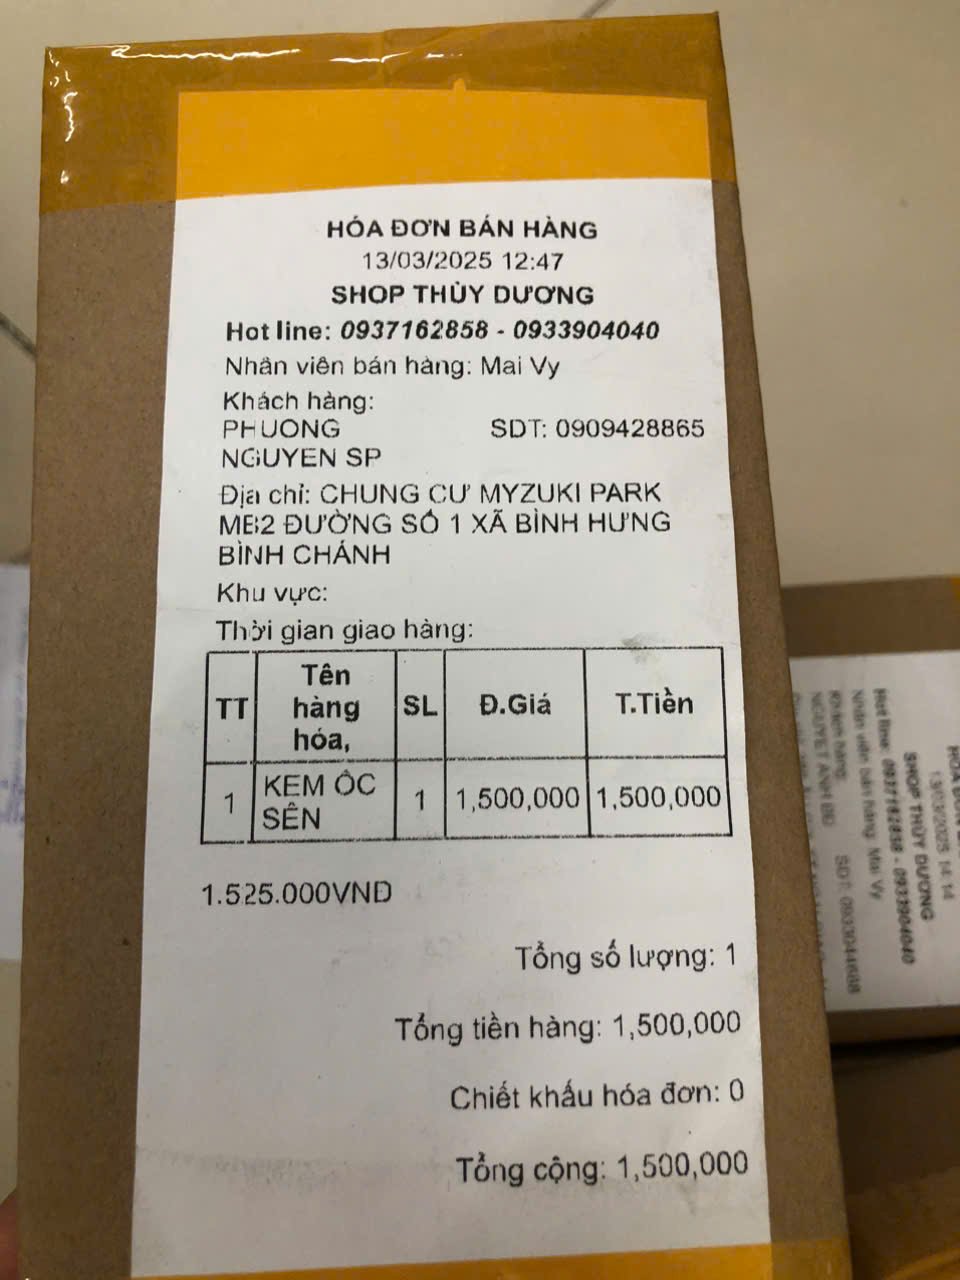 HÓA ĐƠN BÁN HÀNG
13/03/2025 12:47
SHOP THÙY DƯƠNG
Hot line: 0937162858 - 0933904040
Nhân viên bán hàng: Mai Vy
Khách hàng:
PHUONG SDT: 0909428865
NGUYEN SP
Địa chỉ: CHUNG CƯ MYZUKI PARK
MB2 ĐƯỜNG SỐ 1 XÃ BÌNH HƯNG
BÌNH CHÁNH
Khu vực:
Thời gian giao hàng:
TT Tên hàng hóa, SL Đ.Giá T.Tiền
1 KEM ỐC SÊN 1 1,500,000 1,500,000
1.525.000VND
Tổng số lượng: 1
Tổng tiền hàng: 1,500,000
Chiết khấu hóa đơn: 0
Tổng cộng: 1,500,000
13/03/2025 14:14
SHOP THÙY DƯƠNG
Hot line: 0937162858 - 0933904040
Nhân viên bán hàng: Mai Vy
Khách hàng:
NGUYET ANH BD SDT: